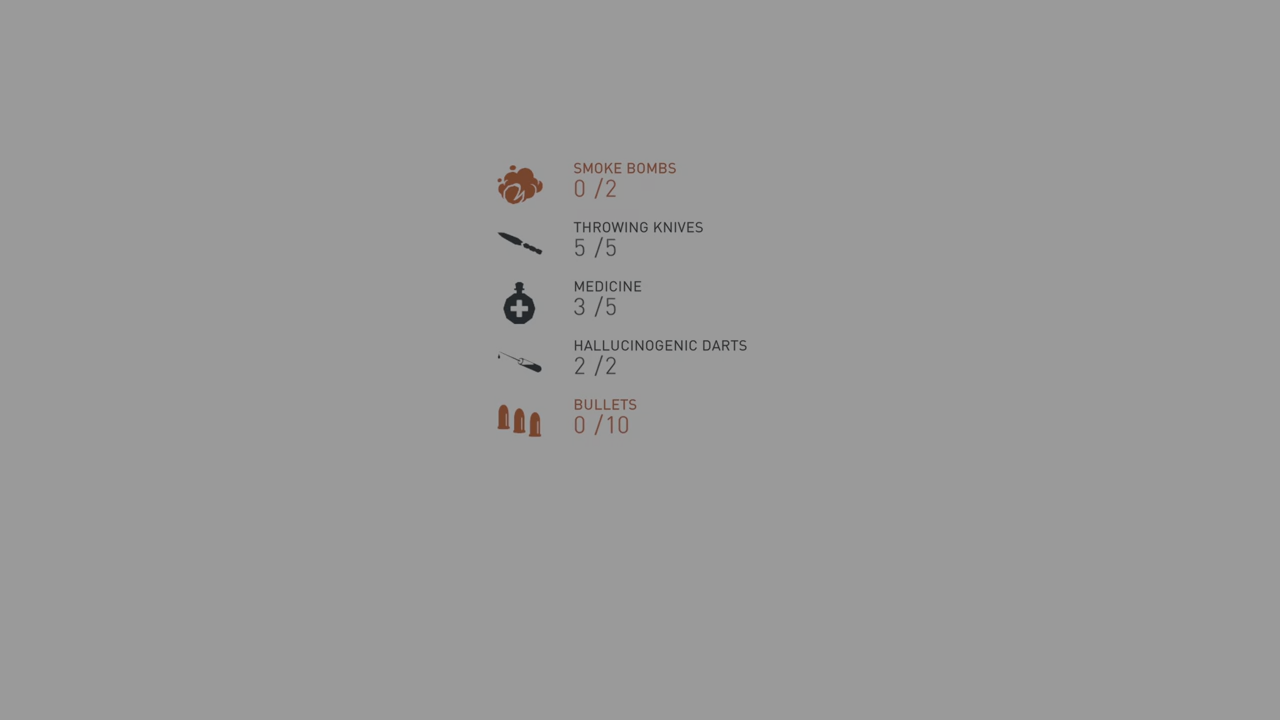 SMOKE BOMBS
0 /2
THROWING KNIVES
5 /5
MEDICINE
3 /5
HALLUCINOGENIC DARTS
2 /2
BULLETS
0 /10